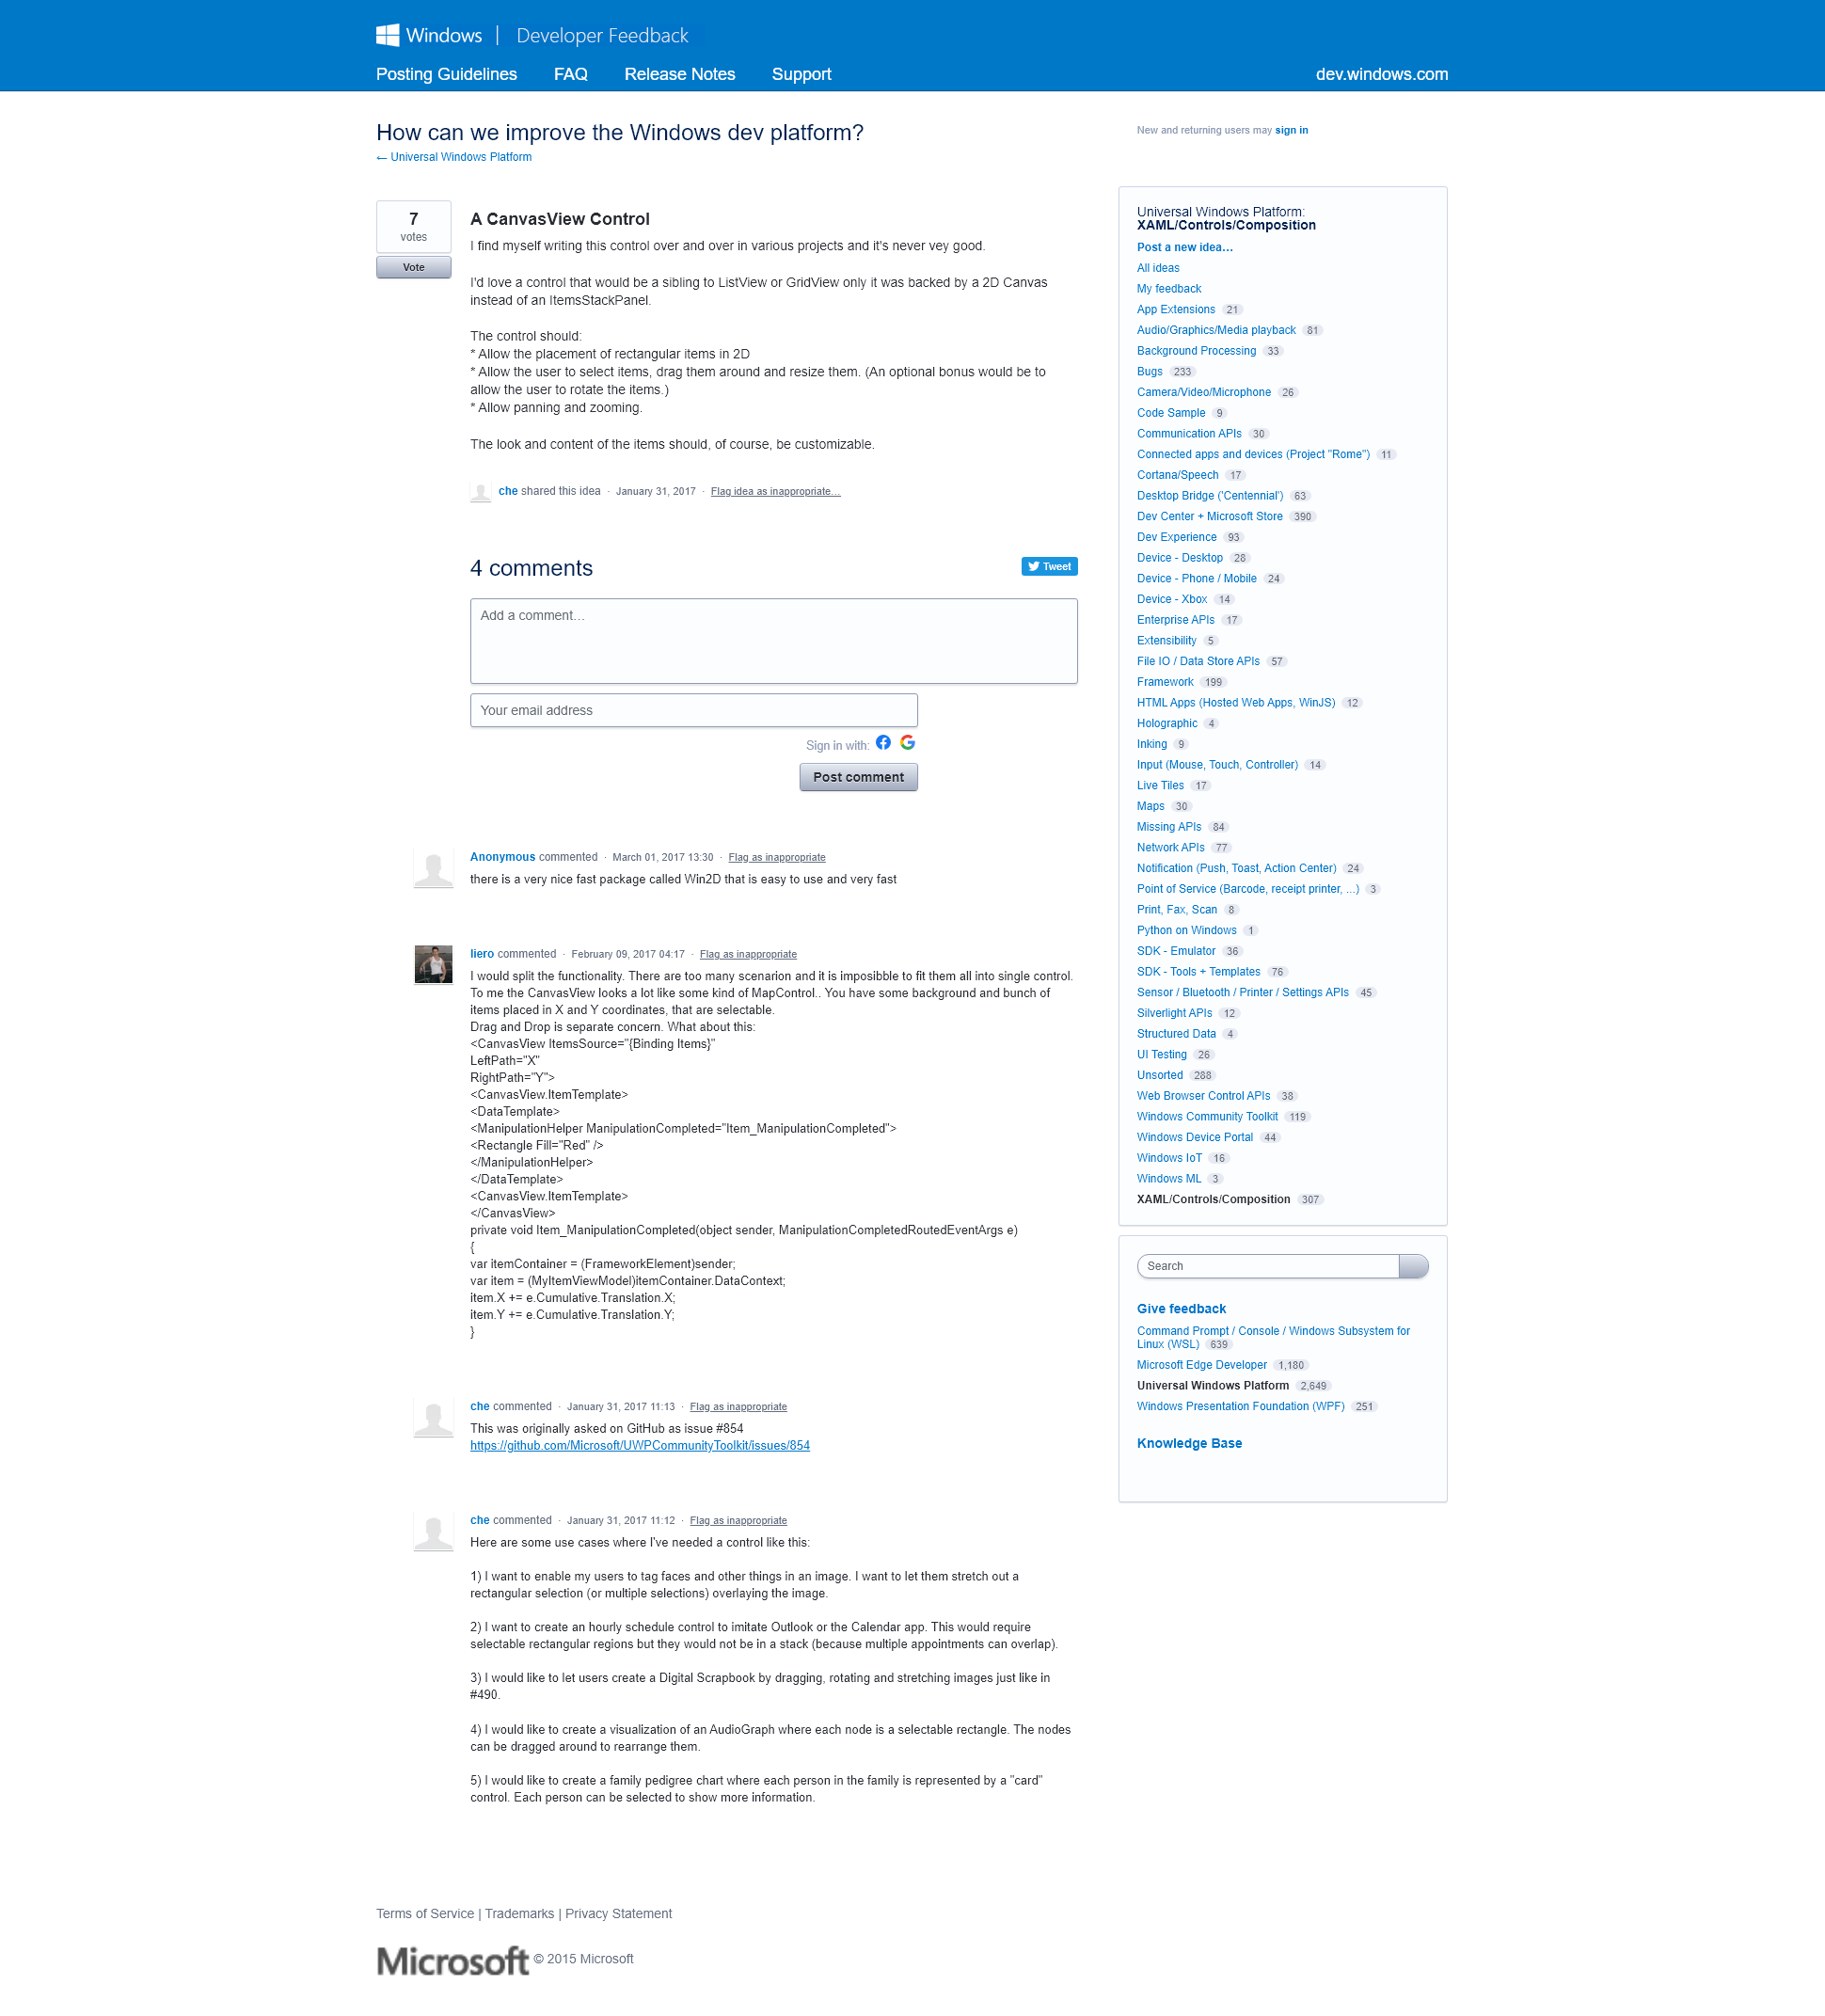 Windows | Developer Feedback
Posting Guidelines FAQ Release Notes Support dev.windows.com
How can we improve the Windows dev platform?
← Universal Windows Platform
New and returning users may sign in
7
votes
Vote
A CanvasView Control
I find myself writing this control over and over in various projects and it's never vey good.
I'd love a control that would be a sibling to ListView or GridView only it was backed by a 2D Canvas
instead of an ItemsStackPanel.
The control should:
* Allow the placement of rectangular items in 2D
* Allow the user to select items, drag them around and resize them. (An optional bonus would be to
allow the user to rotate the items.)
* Allow panning and zooming.
The look and content of the items should, of course, be customizable.
che shared this idea · January 31, 2017 · Flag idea as inappropriate…
4 comments
Tweet
Add a comment…
Your email address
Sign in with:
Post comment
Anonymous commented · March 01, 2017 13:30 · Flag as inappropriate
there is a very nice fast package called Win2D that is easy to use and very fast
liero commented · February 09, 2017 04:17 · Flag as inappropriate
I would split the functionality. There are too many scenarion and it is imposibble to fit them all into single control.
To me the CanvasView looks a lot like some kind of MapControl.. You have some background and bunch of
items placed in X and Y coordinates, that are selectable.
Drag and Drop is separate concern. What about this:
<CanvasView ItemsSource="{Binding Items}"
LeftPath="X"
RightPath="Y">
<CanvasView.ItemTemplate>
<DataTemplate>
<ManipulationHelper ManipulationCompleted="Item_ManipulationCompleted">
<Rectangle Fill="Red" />
</ManipulationHelper>
</DataTemplate>
<CanvasView.ItemTemplate>
</CanvasView>
private void Item_ManipulationCompleted(object sender, ManipulationCompletedRoutedEventArgs e)
{
var itemContainer = (FrameworkElement)sender;
var item = (MyItemViewModel)itemContainer.DataContext;
item.X += e.Cumulative.Translation.X;
item.Y += e.Cumulative.Translation.Y;
}
che commented · January 31, 2017 11:13 · Flag as inappropriate
This was originally asked on GitHub as issue #854
https://github.com/Microsoft/UWPCommunityToolkit/issues/854
che commented · January 31, 2017 11:12 · Flag as inappropriate
Here are some use cases where I've needed a control like this:
1) I want to enable my users to tag faces and other things in an image. I want to let them stretch out a
rectangular selection (or multiple selections) overlaying the image.
2) I want to create an hourly schedule control to imitate Outlook or the Calendar app. This would require
selectable rectangular regions but they would not be in a stack (because multiple appointments can overlap).
3) I would like to let users create a Digital Scrapbook by dragging, rotating and stretching images just like in
#490.
4) I would like to create a visualization of an AudioGraph where each node is a selectable rectangle. The nodes
can be dragged around to rearrange them.
5) I would like to create a family pedigree chart where each person in the family is represented by a "card"
control. Each person can be selected to show more information.
Universal Windows Platform:
XAML/Controls/Composition
Post a new idea…
All ideas
My feedback
App Extensions 21
Audio/Graphics/Media playback 81
Background Processing 33
Bugs 233
Camera/Video/Microphone 26
Code Sample 9
Communication APIs 30
Connected apps and devices (Project "Rome") 11
Cortana/Speech 17
Desktop Bridge ('Centennial') 63
Dev Center + Microsoft Store 390
Dev Experience 93
Device - Desktop 28
Device - Phone / Mobile 24
Device - Xbox 14
Enterprise APIs 17
Extensibility 5
File IO / Data Store APIs 57
Framework 199
HTML Apps (Hosted Web Apps, WinJS) 12
Holographic 4
Inking 9
Input (Mouse, Touch, Controller) 14
Live Tiles 17
Maps 30
Missing APIs 84
Network APIs 77
Notification (Push, Toast, Action Center) 24
Point of Service (Barcode, receipt printer, ...) 3
Print, Fax, Scan 8
Python on Windows 1
SDK - Emulator 36
SDK - Tools + Templates 76
Sensor / Bluetooth / Printer / Settings APIs 45
Silverlight APIs 12
Structured Data 4
UI Testing 26
Unsorted 288
Web Browser Control APIs 38
Windows Community Toolkit 119
Windows Device Portal 44
Windows IoT 16
Windows ML 3
XAML/Controls/Composition 307
Search
Give feedback
Command Prompt / Console / Windows Subsystem for
Linux (WSL) 639
Microsoft Edge Developer 1,180
Universal Windows Platform 2,649
Windows Presentation Foundation (WPF) 251
Knowledge Base
Terms of Service | Trademarks | Privacy Statement
Microsoft © 2015 Microsoft